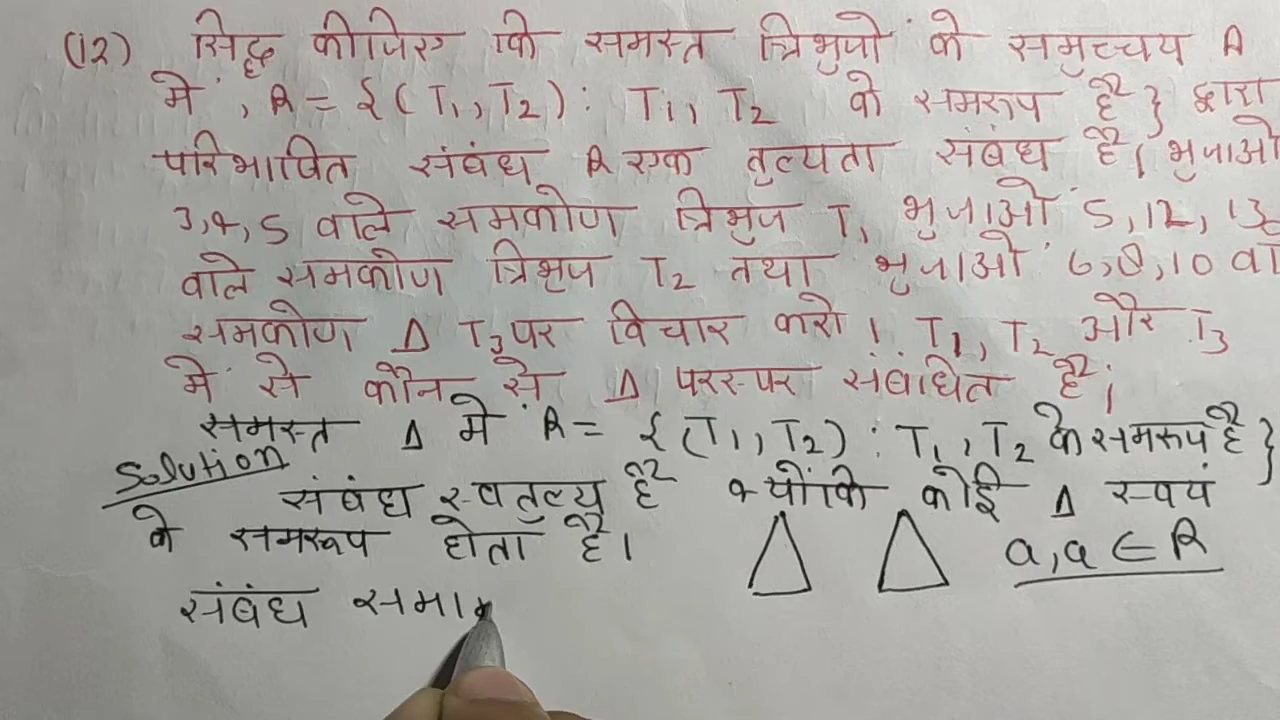 (12) सिद्ध कीजिए कि समस्त त्रिभुजों के समुच्चय A
में, R = {(T₁, T₂) : T₁, T₂ के समरूप है} द्वारा
परिभाषित संबंध R एक तुल्यता संबंध है। भुजाओं
3,4,5 वाले समकोण त्रिभुज T₁ भुजाओं 5,12,13
वाले समकोण त्रिभुज T₂ तथा भुजाओं 6,8,10 वा
समकोण Δ T₃ पर विचार करो। T₁, T₂ और T₃
में से कौन से Δ परस्पर संबंधित है।
समस्त Δ में R = {(T₁, T₂) : T₁, T₂ के समरूप है}
Solution
संबंध स्वतुल्य है क्योंकि कोई Δ स्वयं
के समरूप होता है। a,a ∈ R
संबंध समा